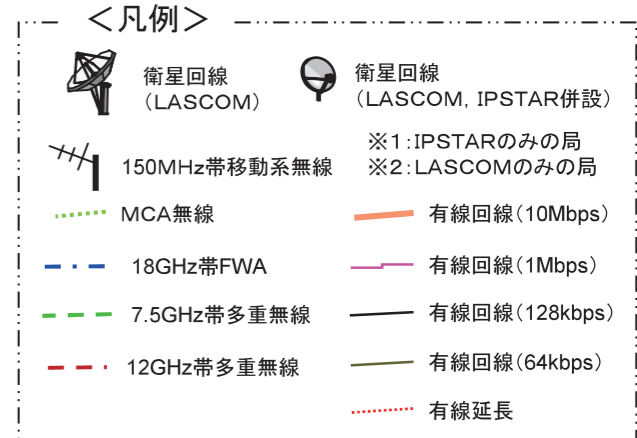 ＜凡例＞
衛星回線
（LASCOM）
衛星回線
（LASCOM, IPSTAR併設）
※1：IPSTARのみの局
※2：LASCOMのみの局
150MHz帯移動系無線
MCA無線
有線回線（10Mbps）
18GHz帯FWA
有線回線（1Mbps）
7.5GHz帯多重無線
有線回線（128kbps）
12GHz帯多重無線
有線回線（64kbps）
有線延長